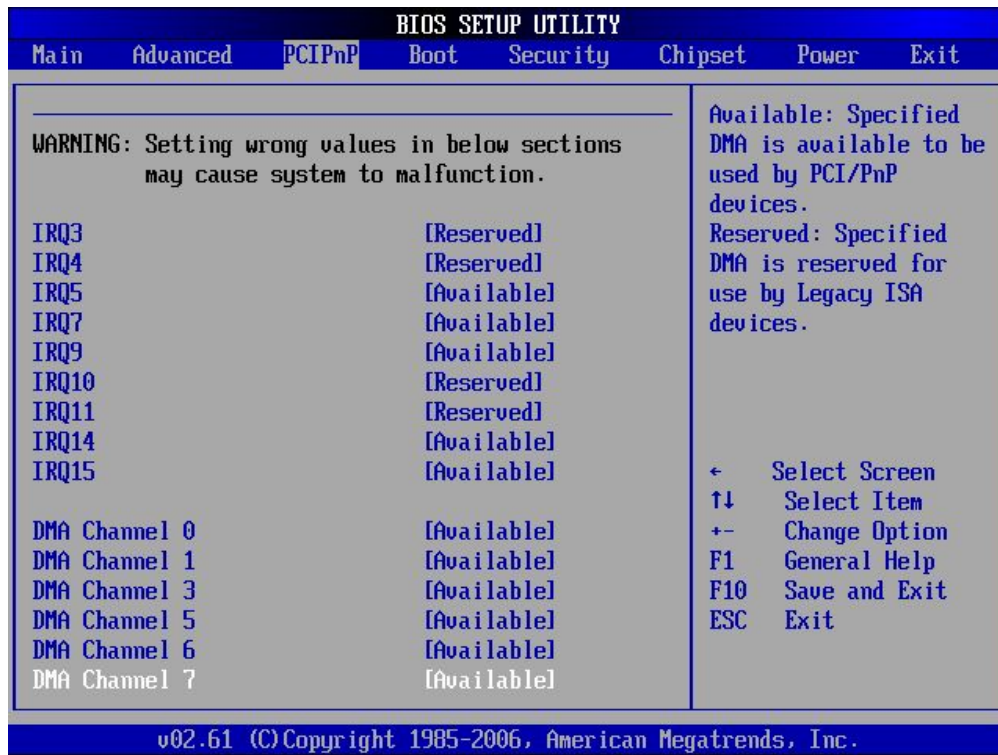 BIOS SETUP UTILITY
Main Advanced PCIPnP Boot Security Chipset Power Exit
WARNING: Setting wrong values in below sections
may cause system to malfunction.
IRQ3 [Reserved]
IRQ4 [Reserved]
IRQ5 [Available]
IRQ7 [Available]
IRQ9 [Available]
IRQ10 [Reserved]
IRQ11 [Reserved]
IRQ14 [Available]
IRQ15 [Available]
DMA Channel 0 [Available]
DMA Channel 1 [Available]
DMA Channel 3 [Available]
DMA Channel 5 [Available]
DMA Channel 6 [Available]
DMA Channel 7 [Available]
Available: Specified
DMA is available to be
used by PCI/PnP
devices.
Reserved: Specified
DMA is reserved for
use by Legacy ISA
devices.
← Select Screen
↑↓ Select Item
+- Change Option
F1 General Help
F10 Save and Exit
ESC Exit
v02.61 (C)Copyright 1985-2006, American Megatrends, Inc.